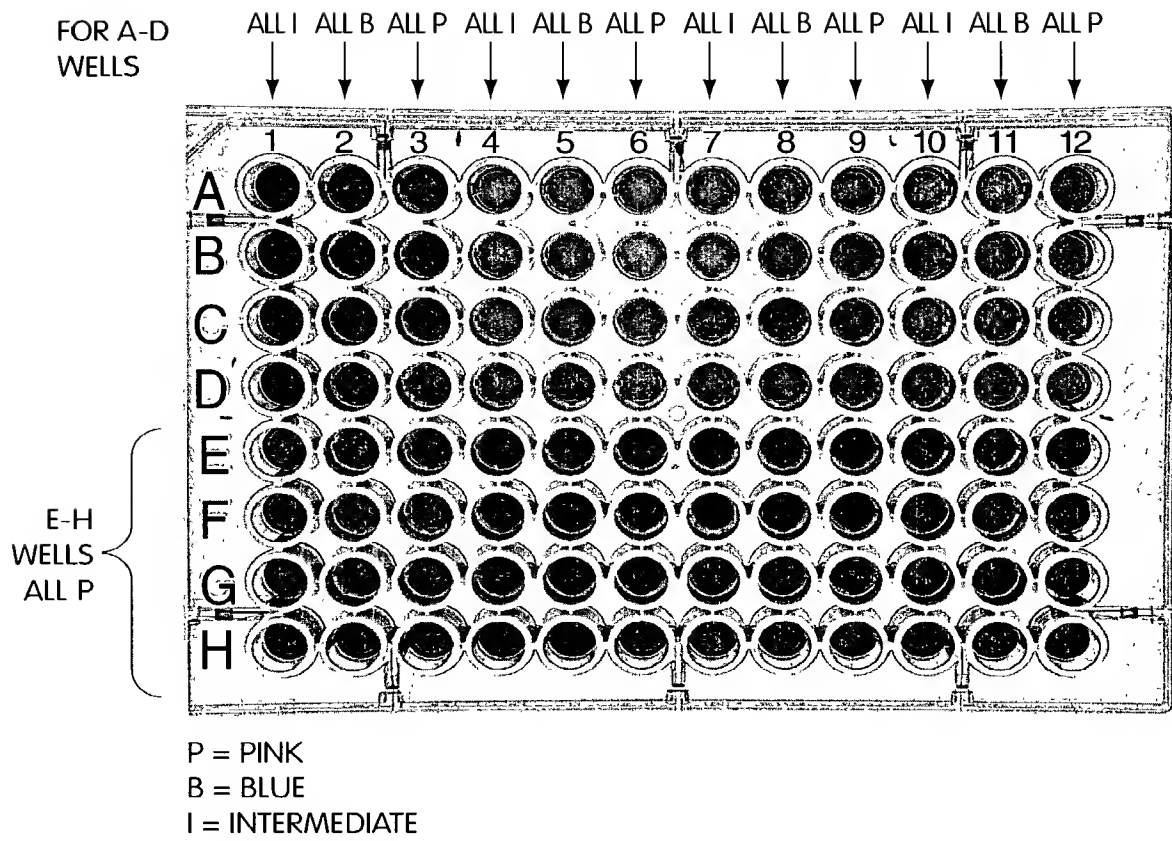 FOR A-D
WELLS
ALL I ALL B ALL P ALL I ALL B ALL P ALL I ALL B ALL P ALL I ALL B ALL P
1 2 3 4 5 6 7 8 9 10 11 12
A
B
C
D
E
F
G
H
E-H
WELLS
ALL P
P = PINK
B = BLUE
I = INTERMEDIATE